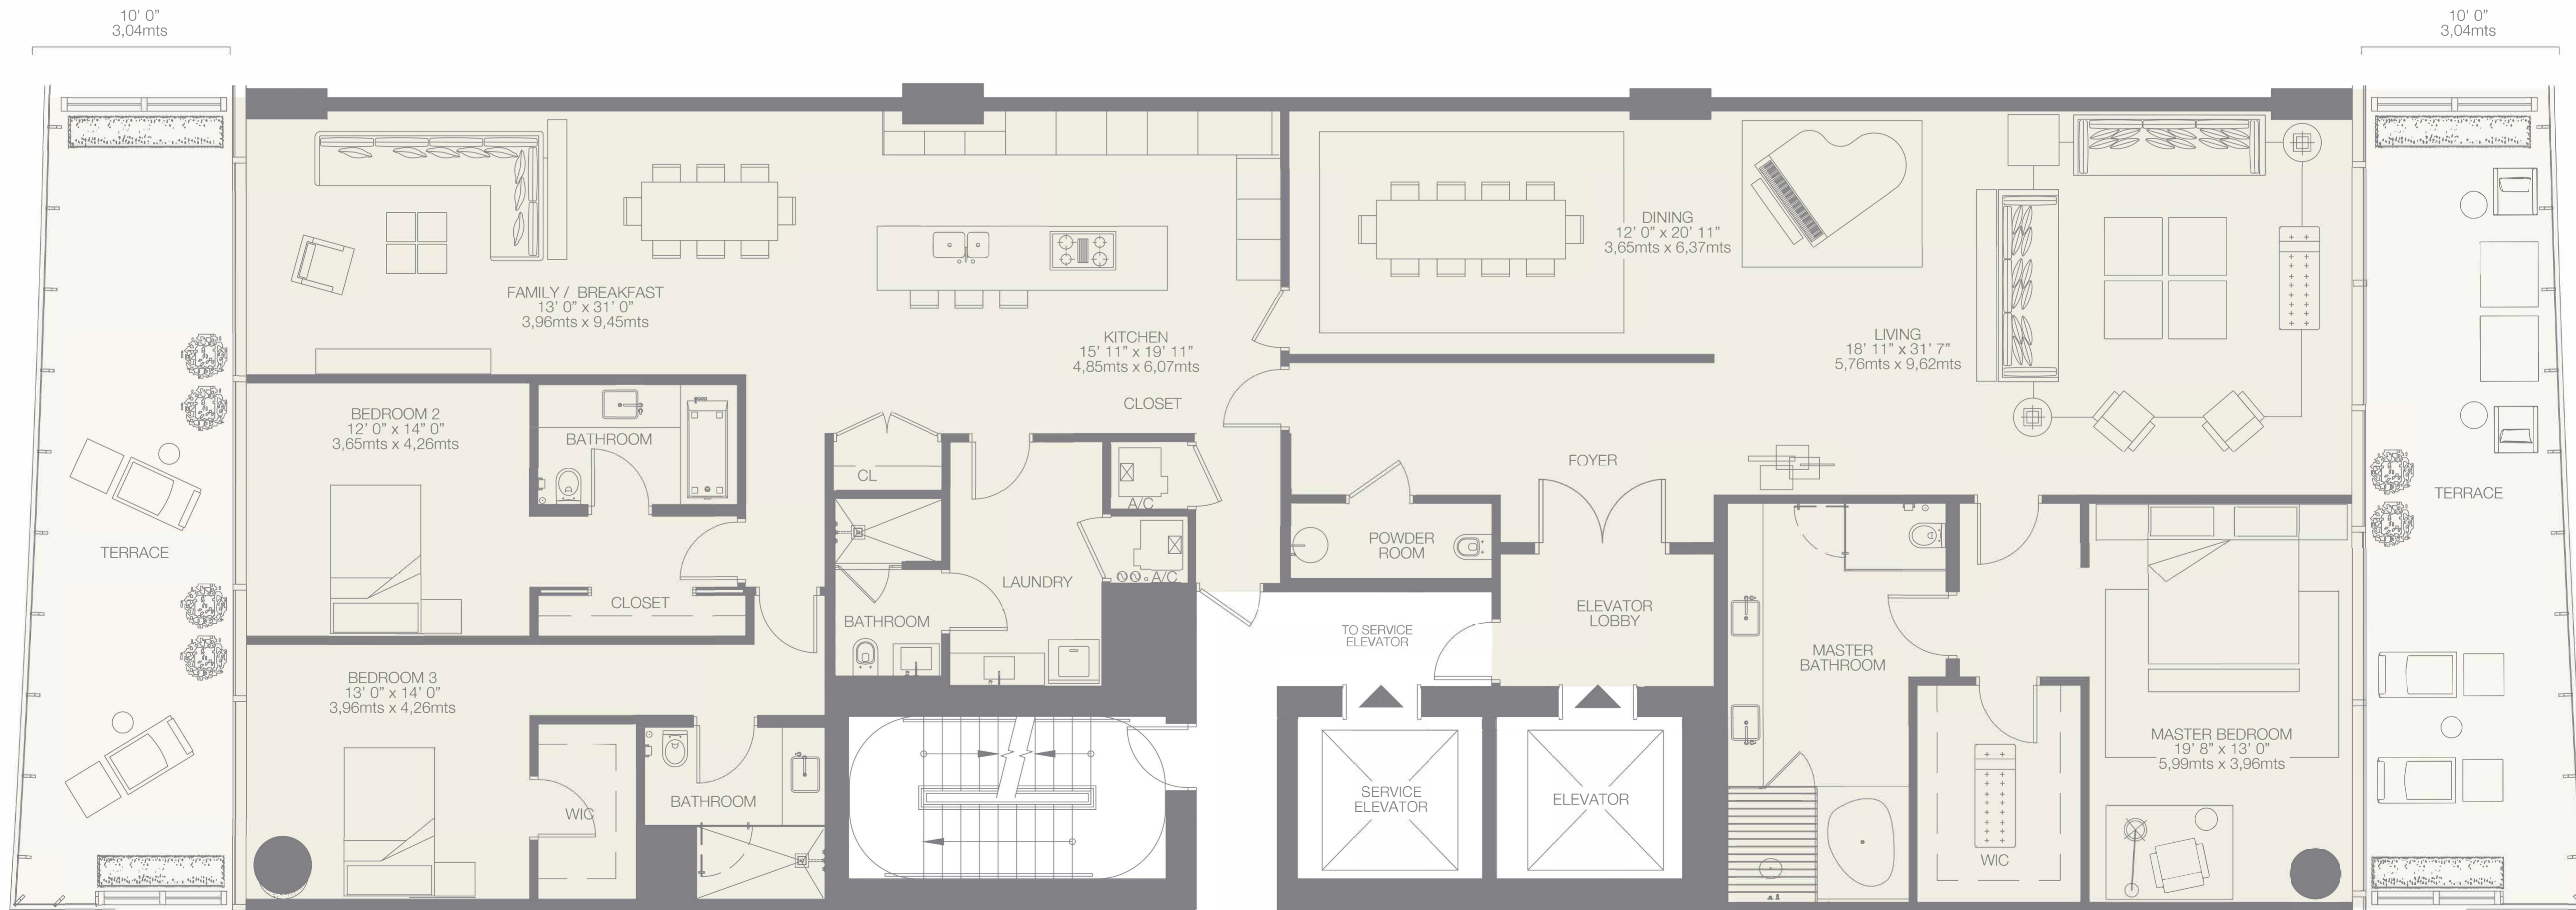 10' 0"
3,04mts
10' 0"
3,04mts
FAMILY / BREAKFAST
13' 0" x 31' 0"
3,96mts x 9,45mts
KITCHEN
15' 11" x 19' 11"
4,85mts x 6,07mts
DINING
12' 0" x 20' 11"
3,65mts x 6,37mts
LIVING
18' 11" x 31' 7"
5,76mts x 9,62mts
CLOSET
BEDROOM 2
12' 0" x 14" 0"
3,65mts x 4,26mts
BATHROOM
CL
A/C
FOYER
TERRACE
TERRACE
POWDER
ROOM
A/C
LAUNDRY
CLOSET
BATHROOM
TO SERVICE
ELEVATOR
ELEVATOR
LOBBY
MASTER
BATHROOM
BEDROOM 3
13' 0" x 14' 0"
3,96mts x 4,26mts
MASTER BEDROOM
19' 8" x 13' 0"
5,99mts x 3,96mts
WIC
BATHROOM
SERVICE
ELEVATOR
ELEVATOR
WIC